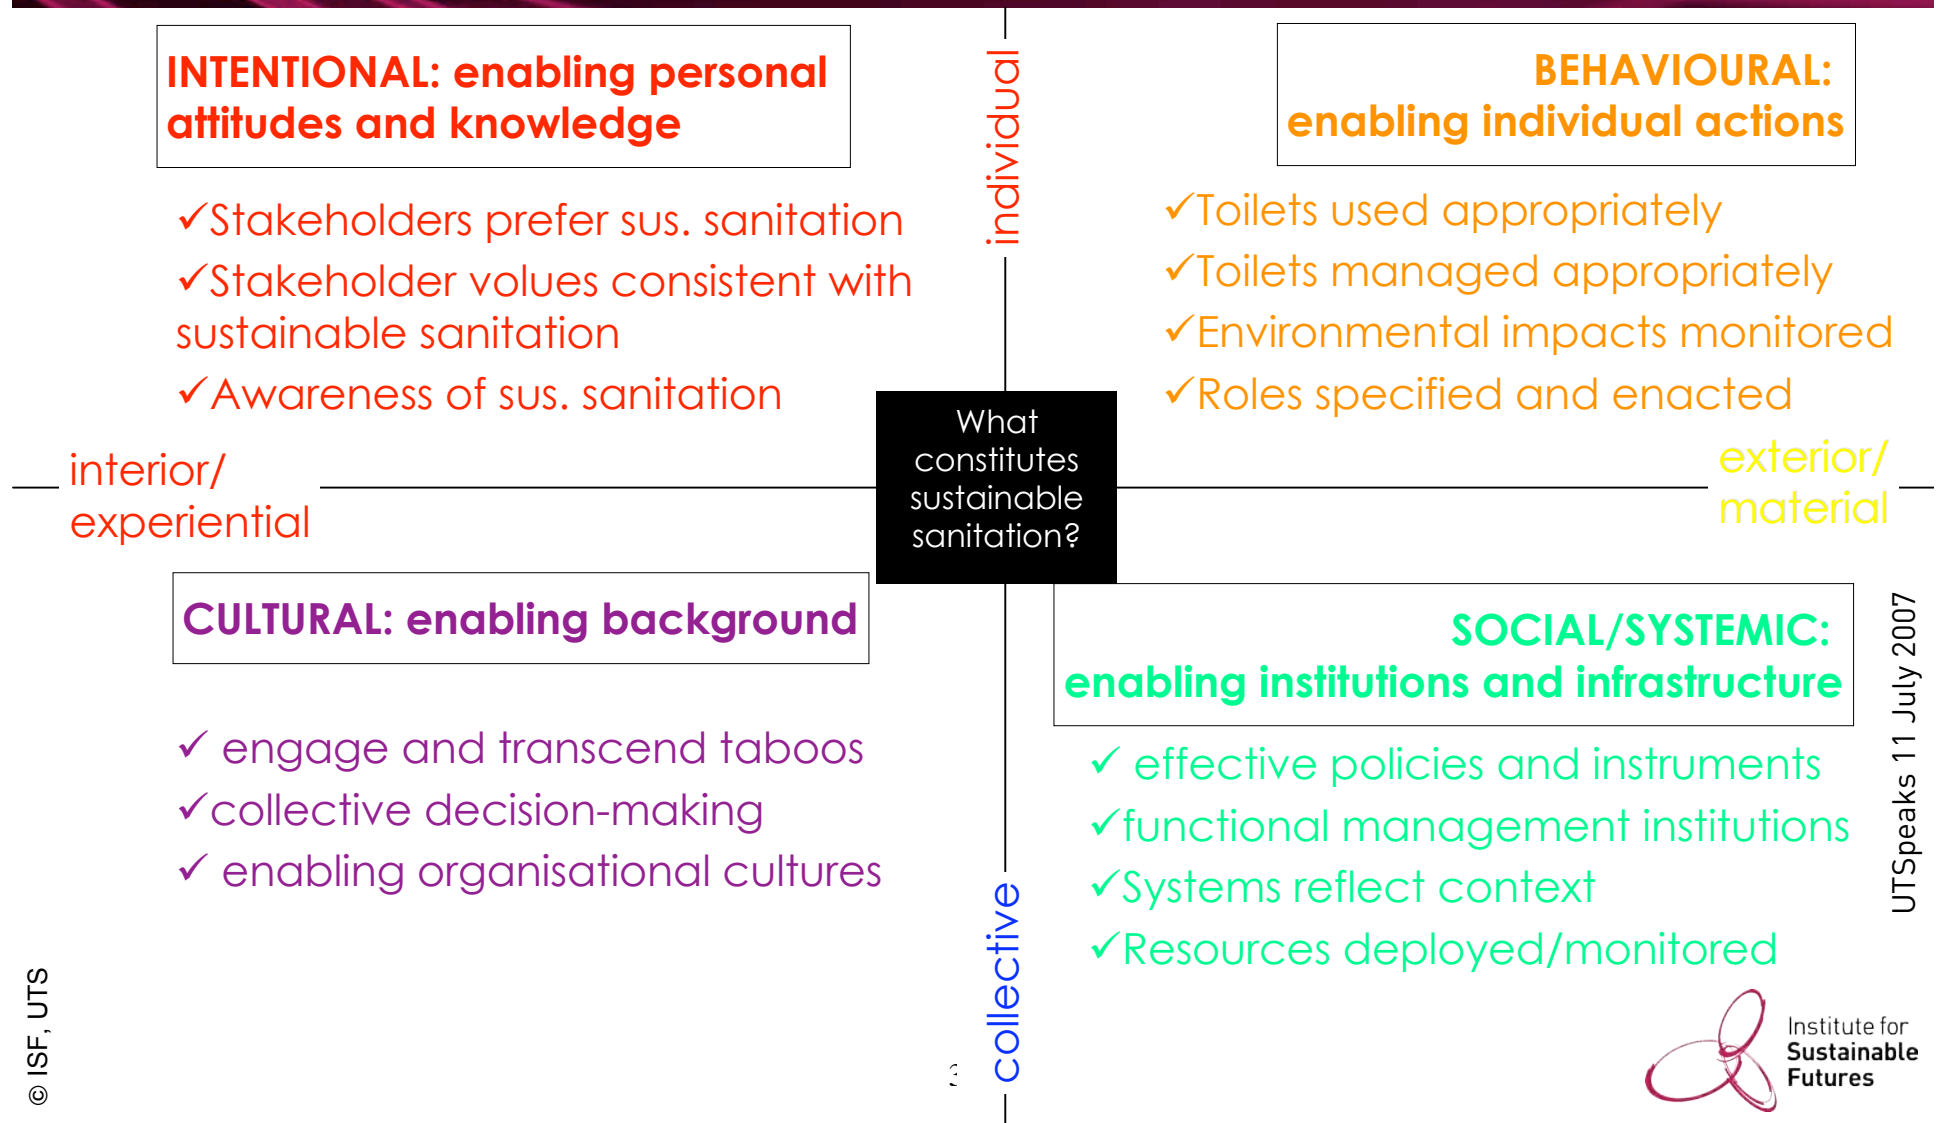 INTENTIONAL: enabling personal
attitudes and knowledge
✓Stakeholders prefer sus. sanitation
✓Stakeholder volues consistent with
sustainable sanitation
✓Awareness of sus. sanitation
individual
BEHAVIOURAL:
enabling individual actions
✓Toilets used appropriately
✓Toilets managed appropriately
✓Environmental impacts monitored
✓Roles specified and enacted
interior/
experiential
What
constitutes
sustainable
sanitation?
exterior/
material
CULTURAL: enabling background
✓ engage and transcend taboos
✓collective decision-making
✓ enabling organisational cultures
collective
SOCIAL/SYSTEMIC:
enabling institutions and infrastructure
✓ effective policies and instruments
✓functional management institutions
✓Systems reflect context
✓Resources deployed/monitored
UTSpeaks 11 July 2007
© ISF, UTS
Institute for
Sustainable
Futures